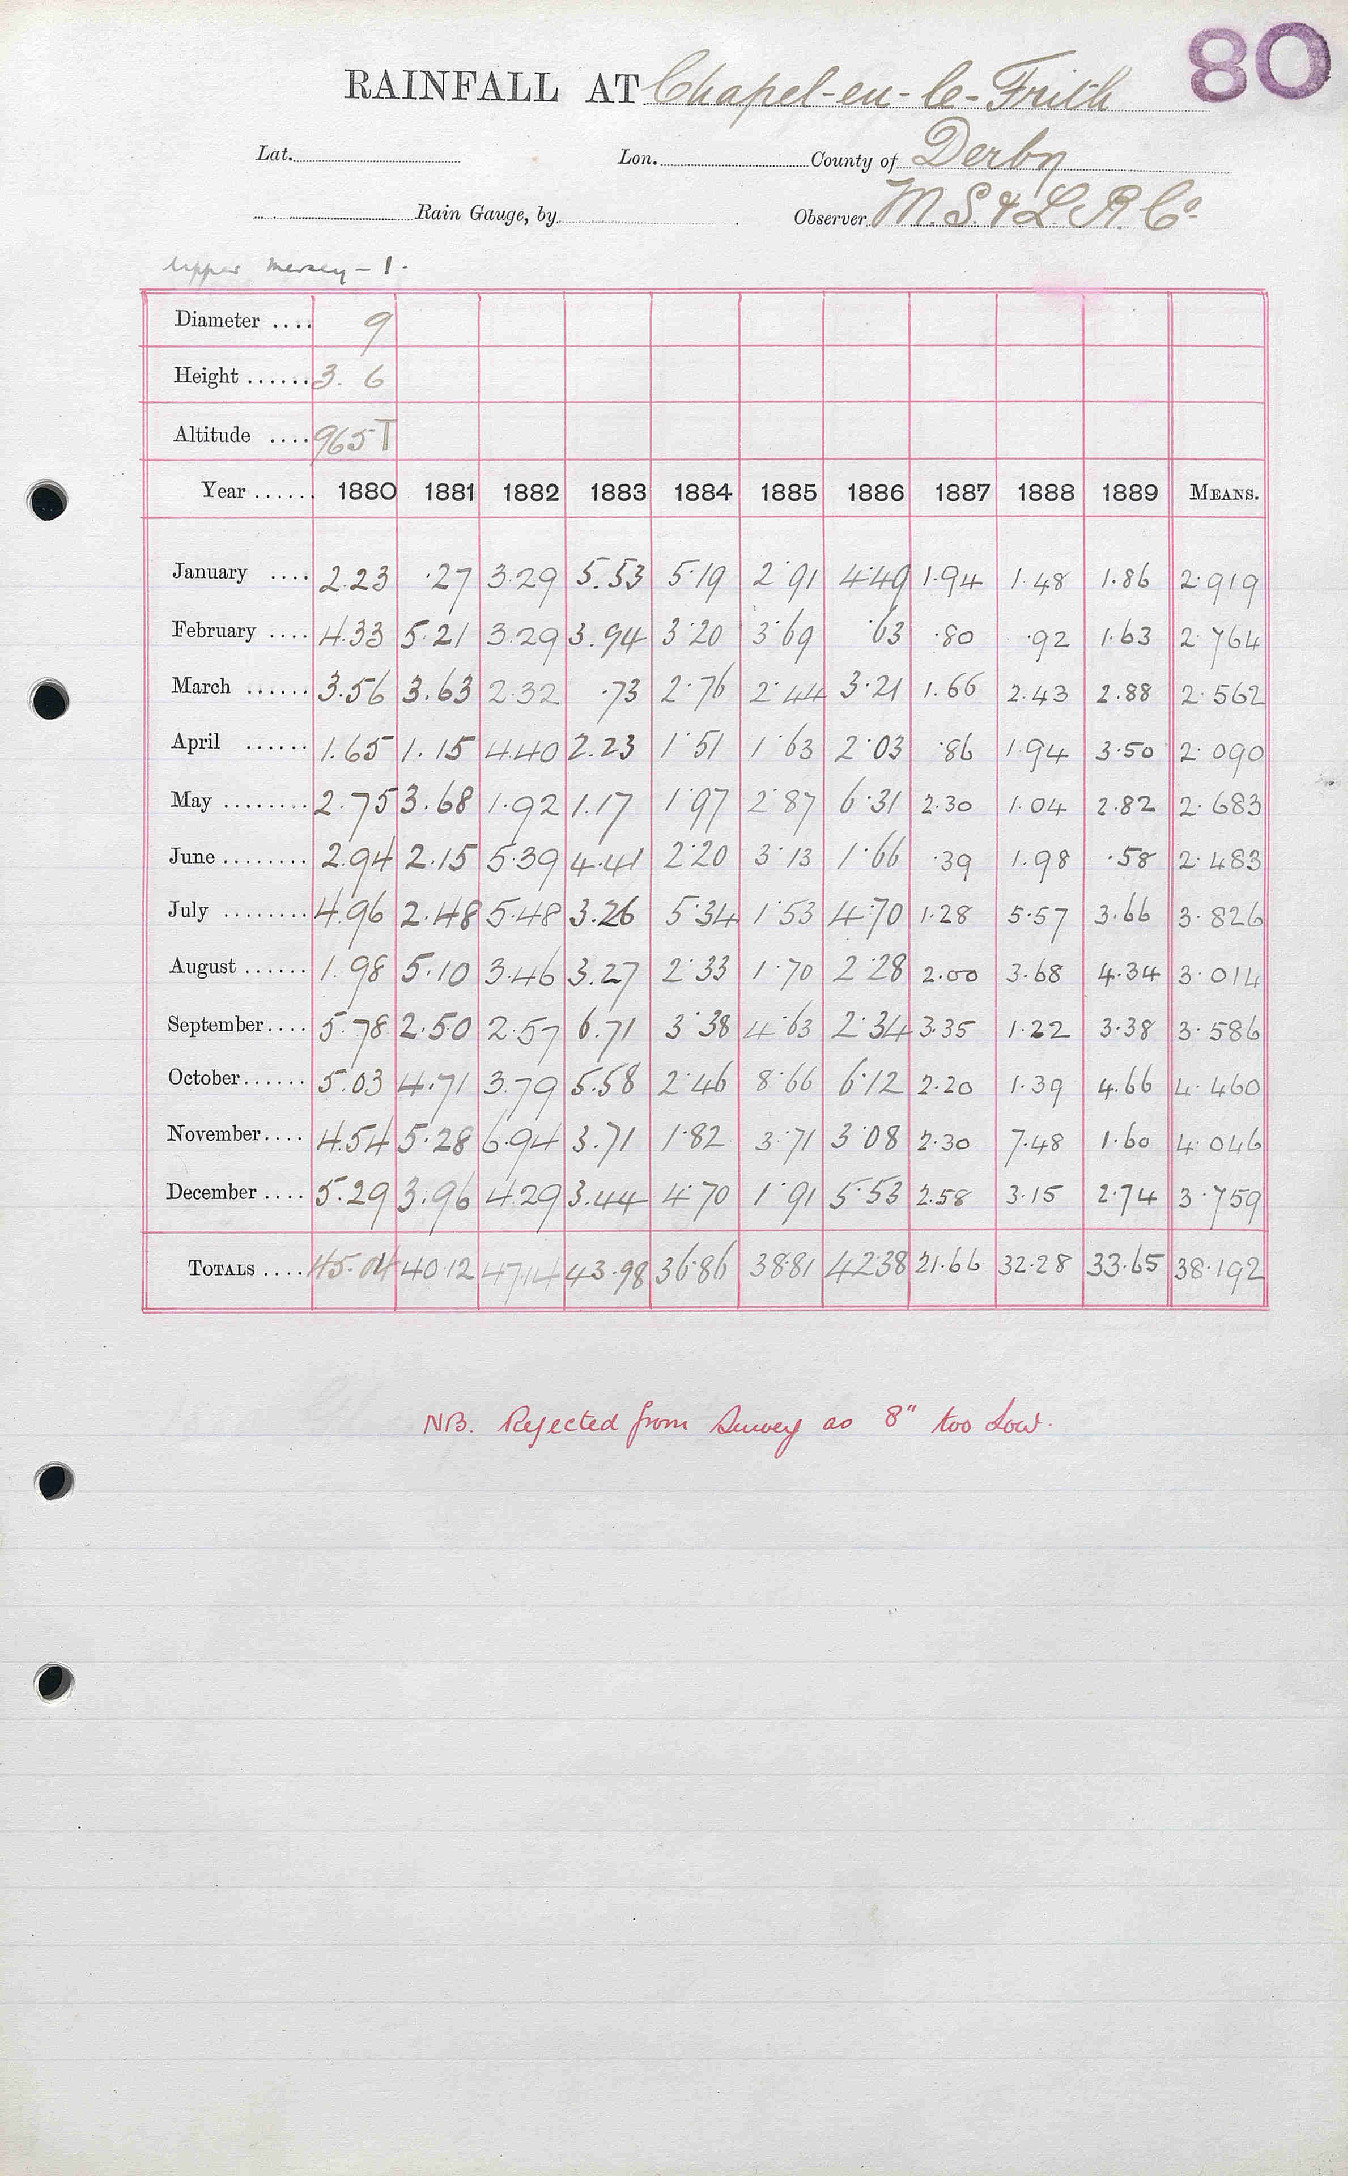 80
RAINFALL AT Chapel-en-le-Frith
Lat. Lon. County of Derby
Rain Gauge, by Observer M. S. & L. R. Co.
Upper Mersey – 1.
Diameter .... 9
Height ...... 3. 6
Altitude .... 965 T
Year ...... 1880 1881 1882 1883 1884 1885 1886 1887 1888 1889 MEANS.
January .... 2.23 .27 3.29 5.53 5.19 2.91 4.49 1.94 1.48 1.86 2.919
February .... 4.33 5.21 3.29 3.94 3.20 3.69 .63 .80 .92 1.63 2.764
March ...... 3.56 3.63 2.32 .73 2.76 2.44 3.21 1.66 2.43 2.88 2.562
April ...... 1.65 1.15 4.40 2.23 1.51 1.63 2.03 .86 1.94 3.50 2.090
May ........ 2.75 3.68 1.92 1.17 1.97 2.87 6.31 2.30 1.04 2.82 2.683
June ........ 2.94 2.15 5.39 4.41 2.20 3.13 1.66 .39 1.98 .58 2.483
July ........ 4.96 2.48 5.48 3.26 5.34 1.53 4.70 1.28 5.57 3.66 3.826
August ...... 1.98 5.10 3.46 3.27 2.33 1.70 2.28 2.00 3.68 4.34 3.014
September .... 5.78 2.50 2.57 6.71 3.38 4.63 2.34 3.35 1.22 3.38 3.586
October ...... 5.03 4.71 3.79 5.58 2.46 8.66 6.12 2.20 1.39 4.66 4.460
November .... 4.54 5.28 6.94 3.71 1.82 3.71 3.08 2.30 7.48 1.60 4.046
December .... 5.29 3.96 4.29 3.44 4.70 1.91 5.53 2.58 3.15 2.74 3.759
TOTALS .... 45.04 40.12 47.14 43.98 36.86 38.81 42.38 21.66 32.28 33.65 38.192
NB. Rejected from Survey as 8" too Low.